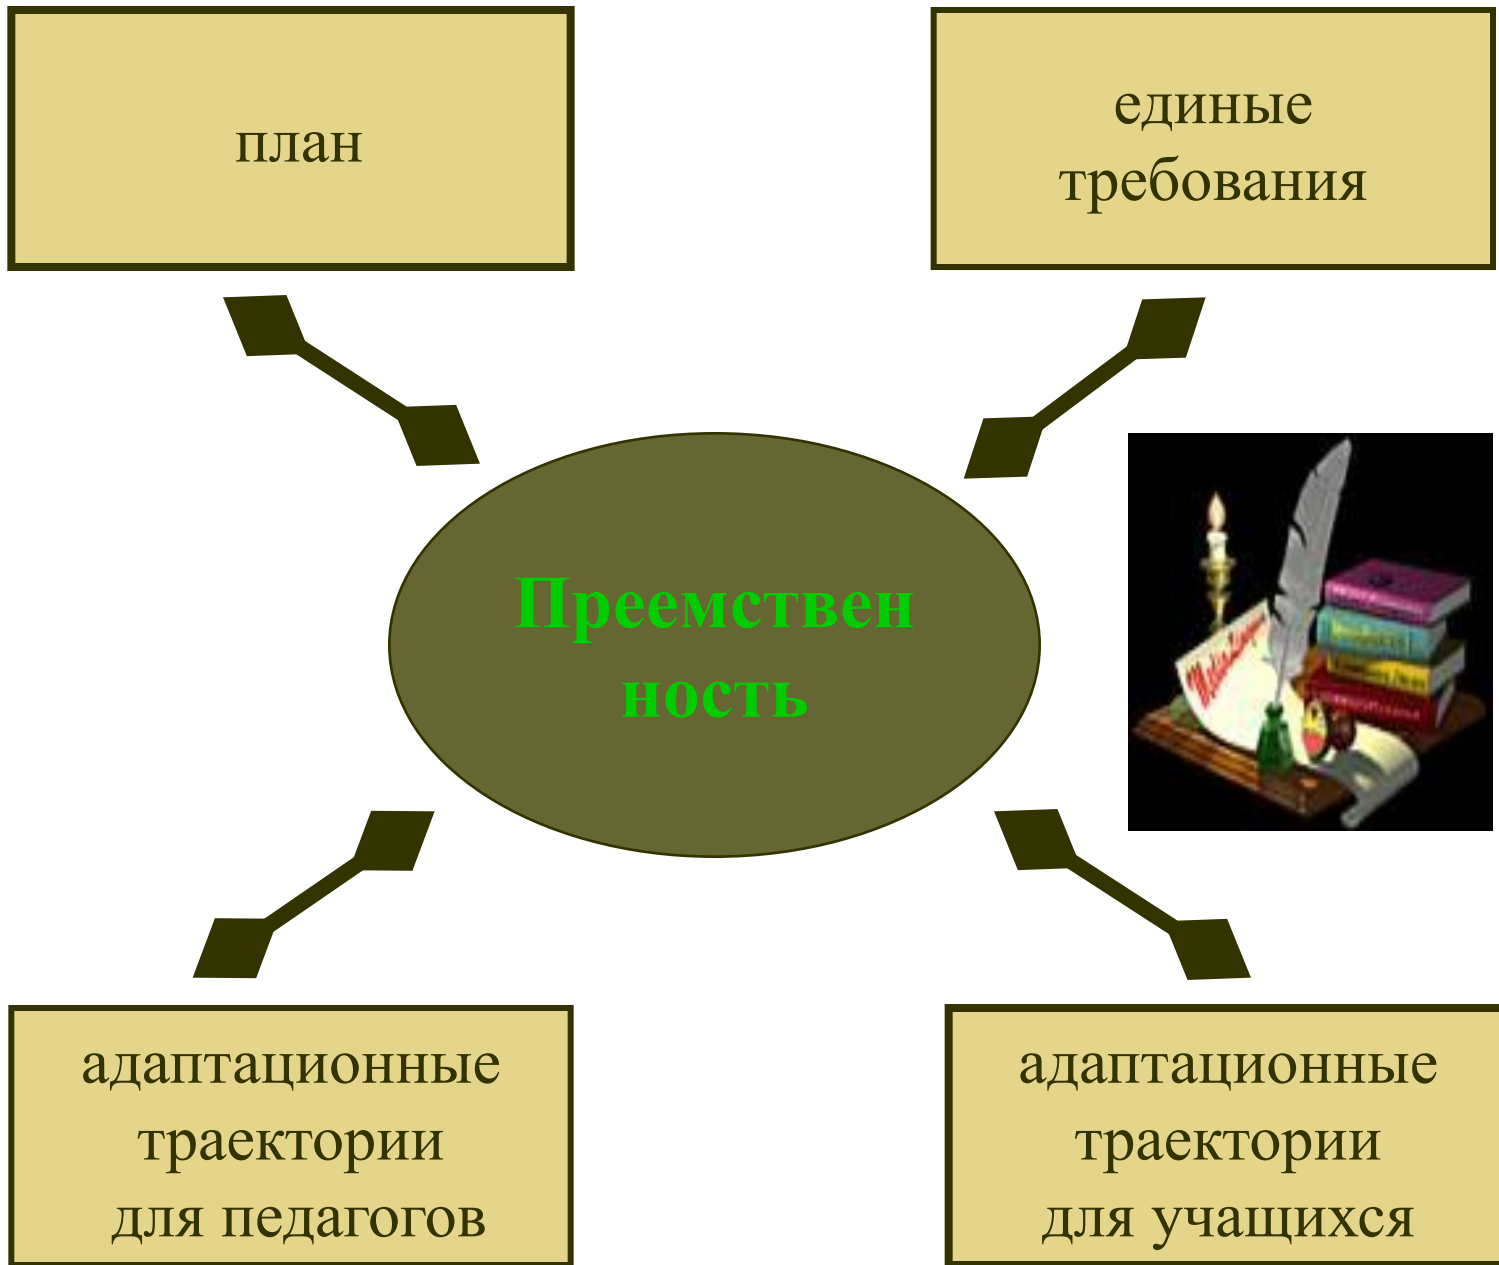 план
единые
требования
Преемствен
ность
адаптационные
траектории
для педагогов
адаптационные
траектории
для учащихся